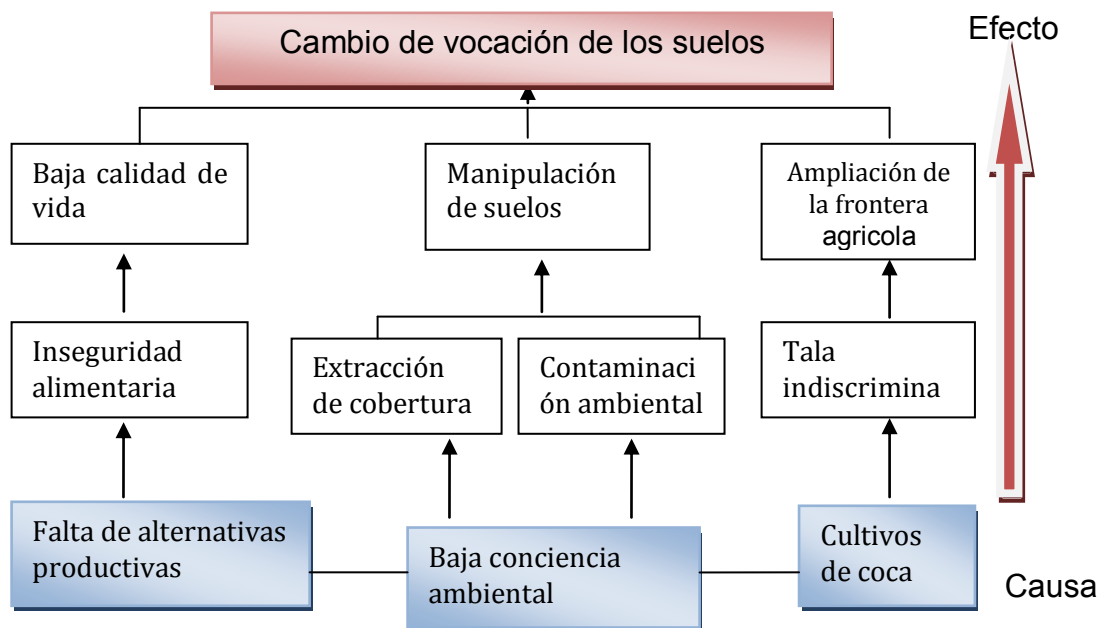 Cambio de vocación de los suelos
Efecto
Baja calidad de
vida
Manipulación
de suelos
Ampliación de
la frontera
agricola
Inseguridad
alimentaria
Extracción
de cobertura
Contaminaci
ón ambiental
Tala
indiscrimina
Falta de alternativas
productivas
Baja conciencia
ambiental
Cultivos
de coca
Causa